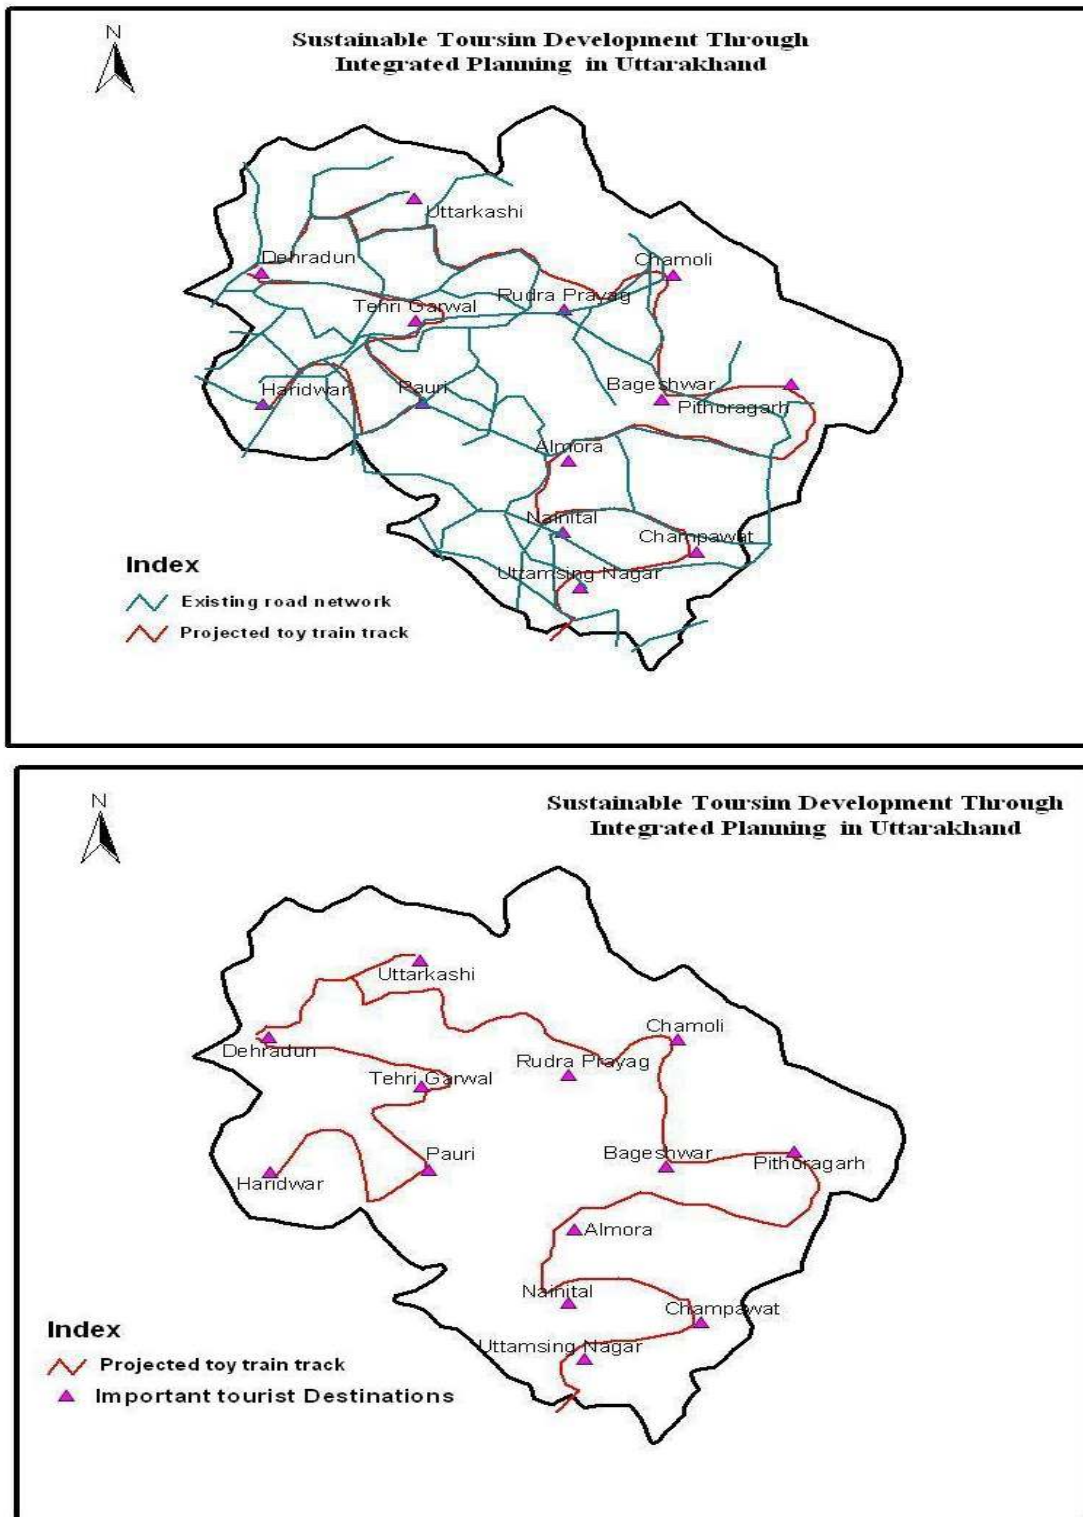 N
Sustainable Toursim Development Through
Integrated Planning in Uttarakhand
Uttarkashi
Dehradun
Chamoli
Rudra Prayag
Tehri Garwal
Haridwar
Pauri
Bageshwar
Pithoragarh
Almora
Nainital
Champawat
Uttamsing Nagar
Index
Existing road network
Projected toy train track
N
Sustainable Toursim Development Through
Integrated Planning in Uttarakhand
Uttarkashi
Chamoli
Dehradun
Rudra Prayag
Tehri Garwal
Pauri
Bageshwar
Pithoragarh
Haridwar
Almora
Nainital
Champawat
Uttamsing Nagar
Index
Projected toy train track
Important tourist Destinations